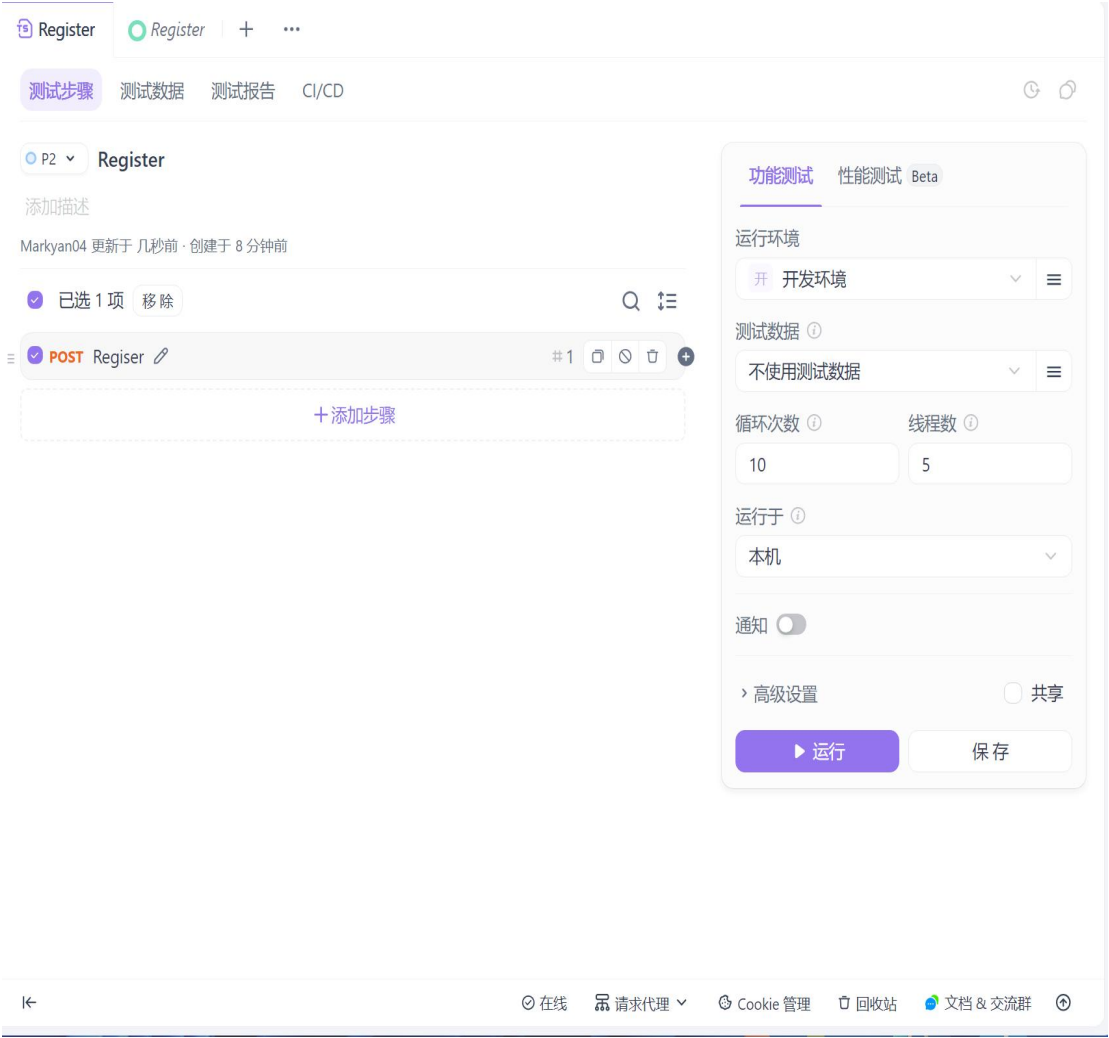 TS Register Register + ···
测试步骤 测试数据 测试报告 CI/CD
P2 Register
添加描述
Markyan04 更新于 几秒前 · 创建于 8 分钟前
已选 1 项 移除
POST Regiser #1
+添加步骤
功能测试 性能测试 Beta
运行环境
开 开发环境
测试数据
不使用测试数据
循环次数 线程数
10 5
运行于
本机
通知
高级设置 共享
运行 保存
在线 请求代理 Cookie 管理 回收站 文档 & 交流群